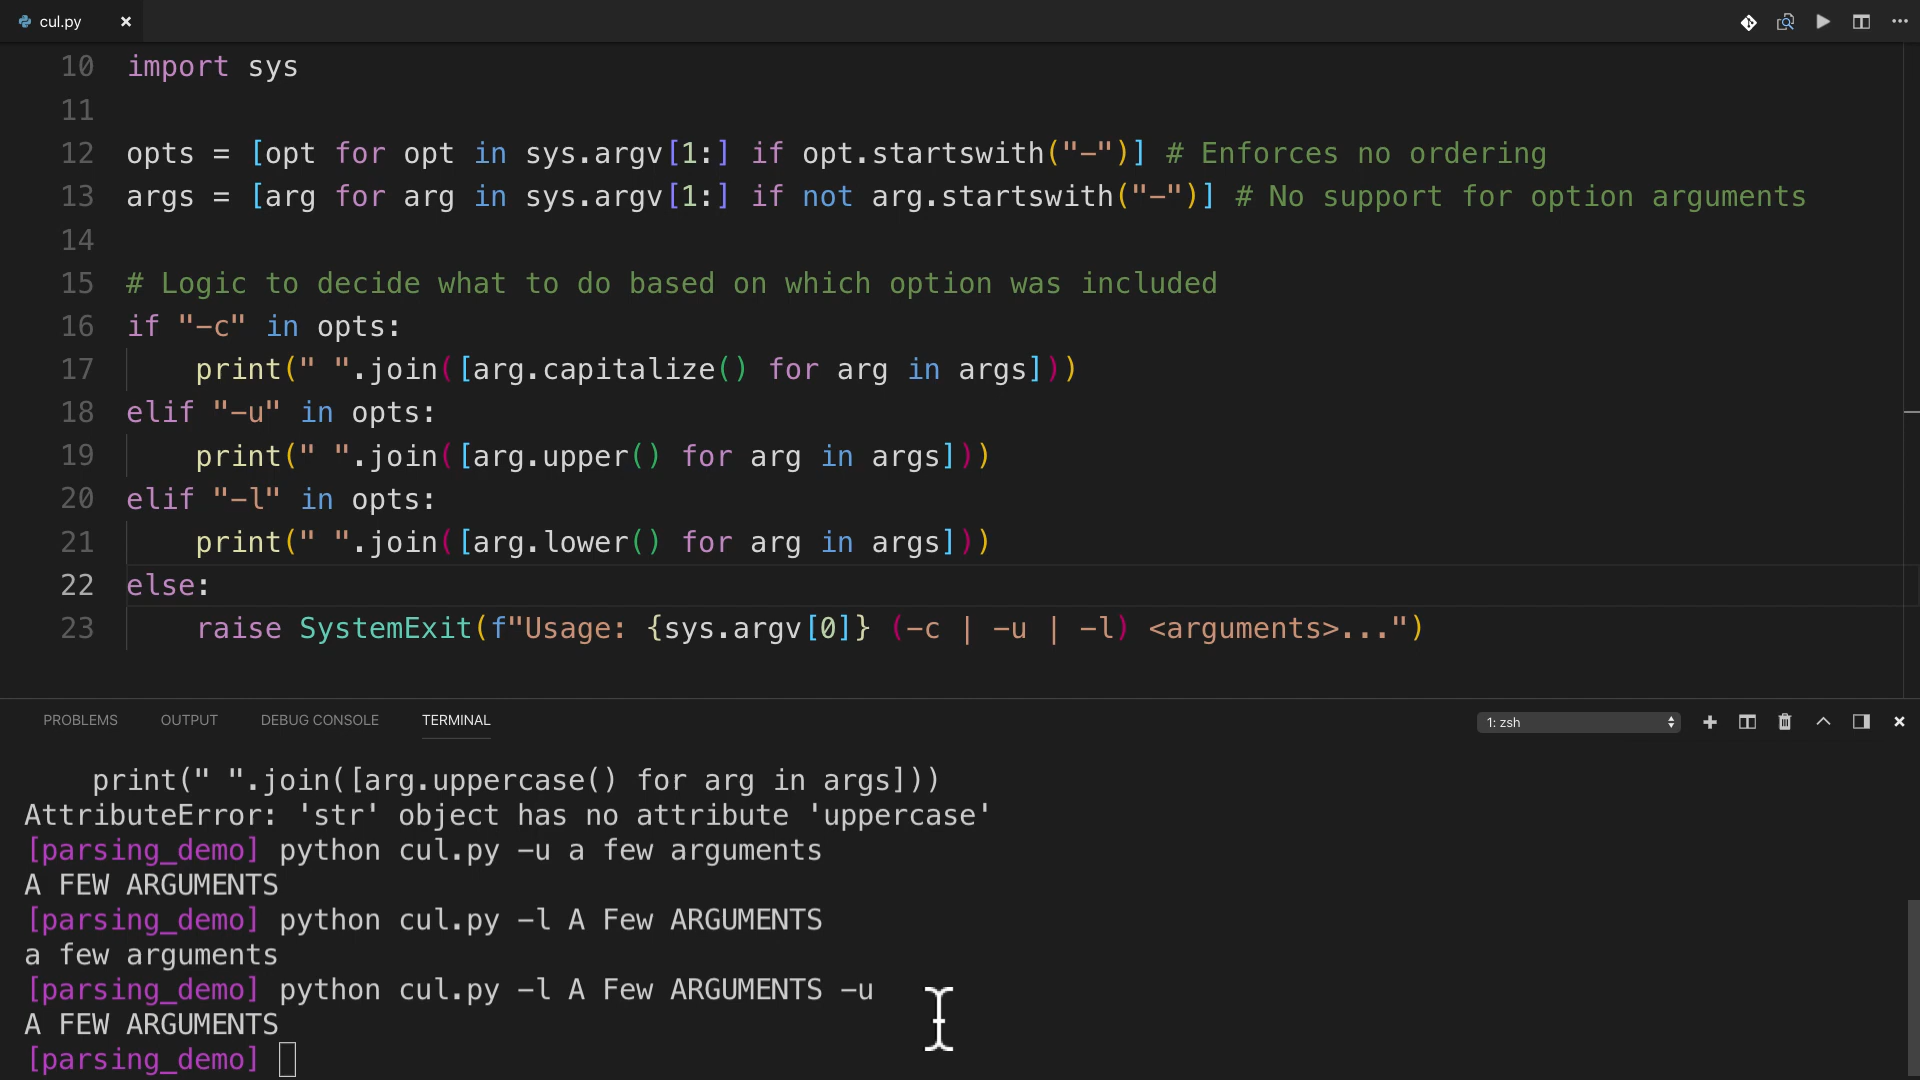 cul.py
10 import sys
11
12 opts = [opt for opt in sys.argv[1:] if opt.startswith("-")] # Enforces no ordering
13 args = [arg for arg in sys.argv[1:] if not arg.startswith("-")] # No support for option arguments
14
15 # Logic to decide what to do based on which option was included
16 if "-c" in opts:
17     print(" ".join([arg.capitalize() for arg in args]))
18 elif "-u" in opts:
19     print(" ".join([arg.upper() for arg in args]))
20 elif "-l" in opts:
21     print(" ".join([arg.lower() for arg in args]))
22 else:
23     raise SystemExit(f"Usage: {sys.argv[0]} (-c | -u | -l) <arguments>...")
PROBLEMS OUTPUT DEBUG CONSOLE TERMINAL 1: zsh
    print(" ".join([arg.uppercase() for arg in args]))
AttributeError: 'str' object has no attribute 'uppercase'
[parsing_demo] python cul.py -u a few arguments
A FEW ARGUMENTS
[parsing_demo] python cul.py -l A Few ARGUMENTS
a few arguments
[parsing_demo] python cul.py -l A Few ARGUMENTS -u
A FEW ARGUMENTS
[parsing_demo]